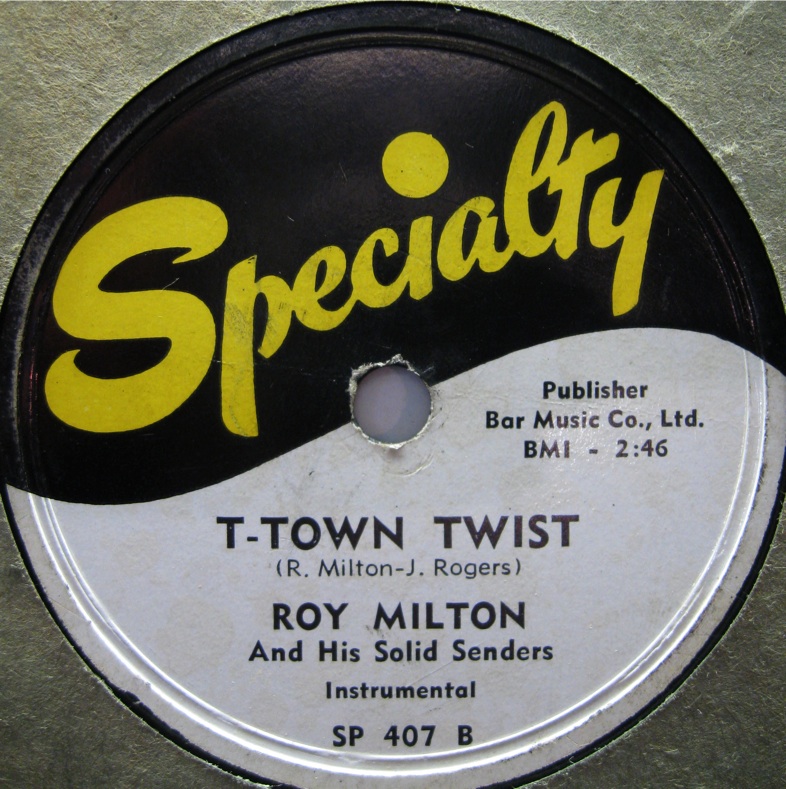 Specialty
Publisher
Bar Music Co., Ltd.
BMI - 2:46
T-TOWN TWIST
(R. Milton-J. Rogers)
ROY MILTON
And His Solid Senders
Instrumental
SP 407 B